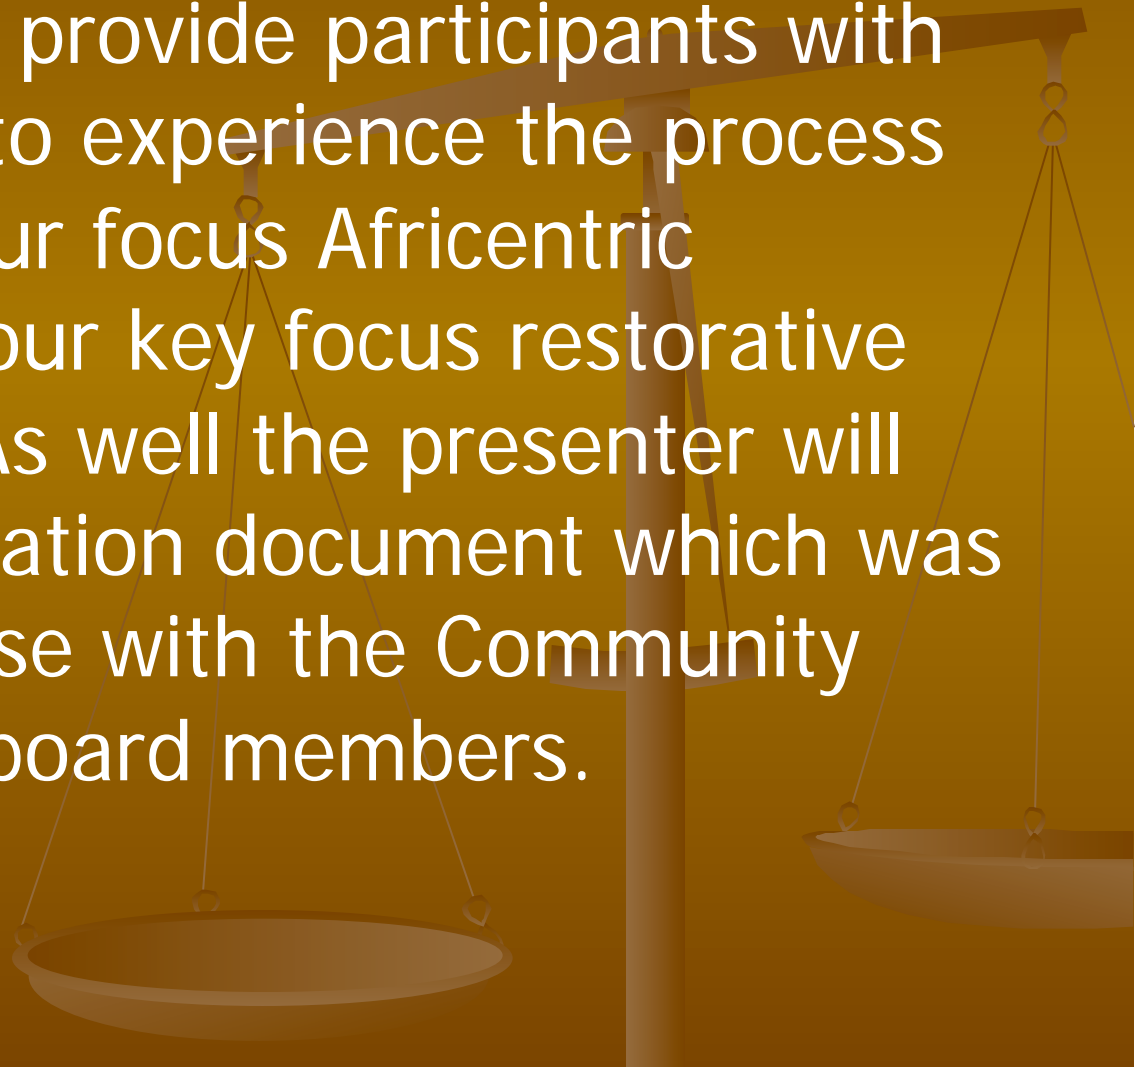 provide participants with
to experience the process
ur focus Africentric
our key focus restorative
As well the presenter will
ation document which was
se with the Community
board members.